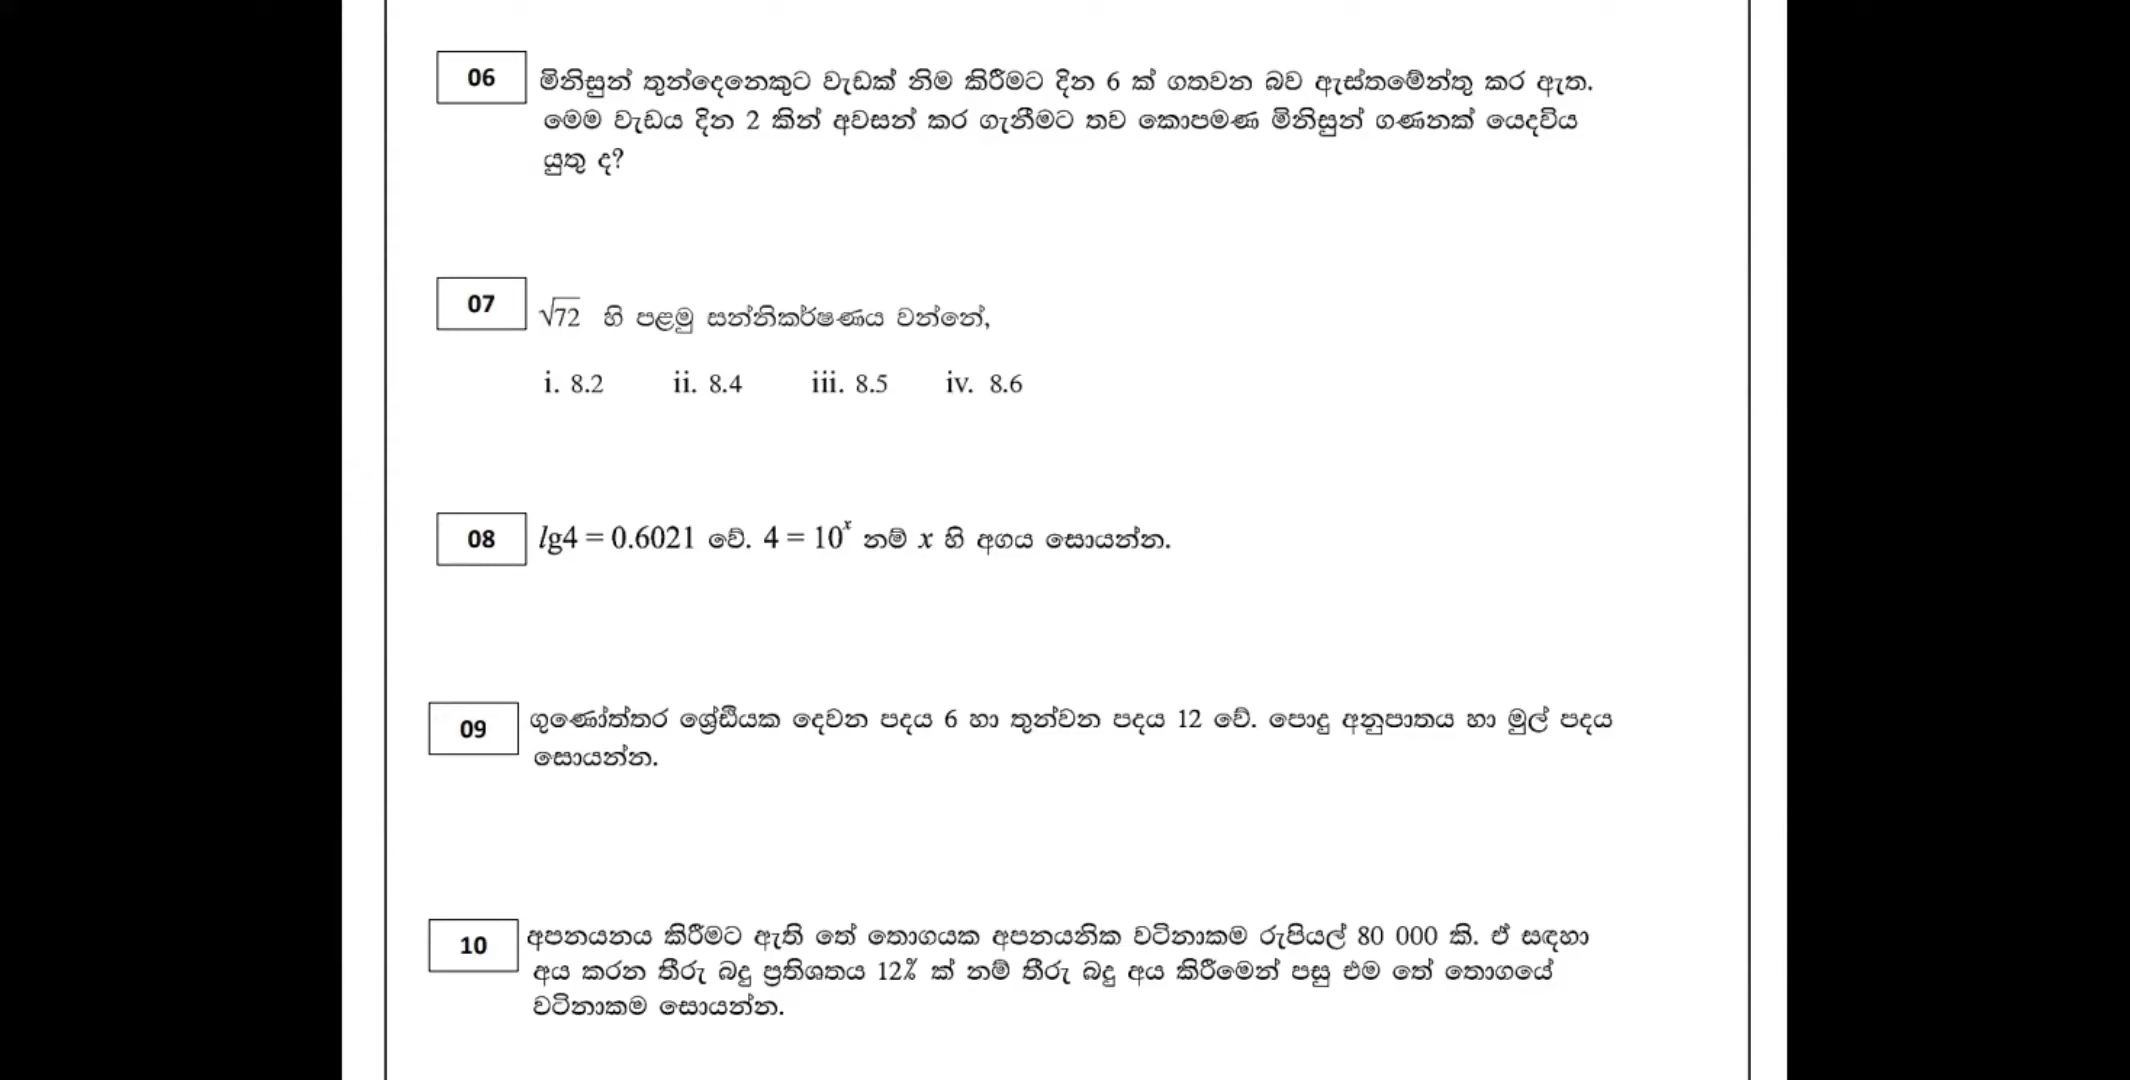 06 මිනිසුන් තුන්දෙනෙකුට වැඩක් නිම කිරීමට දින 6 ක් ගතවන බව ඇස්තමේන්තු කර ඇත.
මෙම වැඩය දින 2 කින් අවසන් කර ගැනීමට තව කොපමණ මිනිසුන් ගණනක් යෙදවිය
යුතු ද?
07 √72 හි පළමු සන්නිකර්ෂණය වන්නේ,
i. 8.2 ii. 8.4 iii. 8.5 iv. 8.6
08 lg4 = 0.6021 වේ. 4 = 10ˣ නම් x හි අගය සොයන්න.
09 ගුණෝත්තර ශ්‍රේඪියක දෙවන පදය 6 හා තුන්වන පදය 12 වේ. පොදු අනුපාතය හා මුල් පදය
සොයන්න.
10 අපනයනය කිරීමට ඇති තේ තොගයක අපනයනික වටිනාකම රුපියල් 80 000 කි. ඒ සඳහා
අය කරන තීරු බදු ප්‍රතිශතය 12% ක් නම් තීරු බදු අය කිරීමෙන් පසු එම තේ තොගයේ
වටිනාකම සොයන්න.